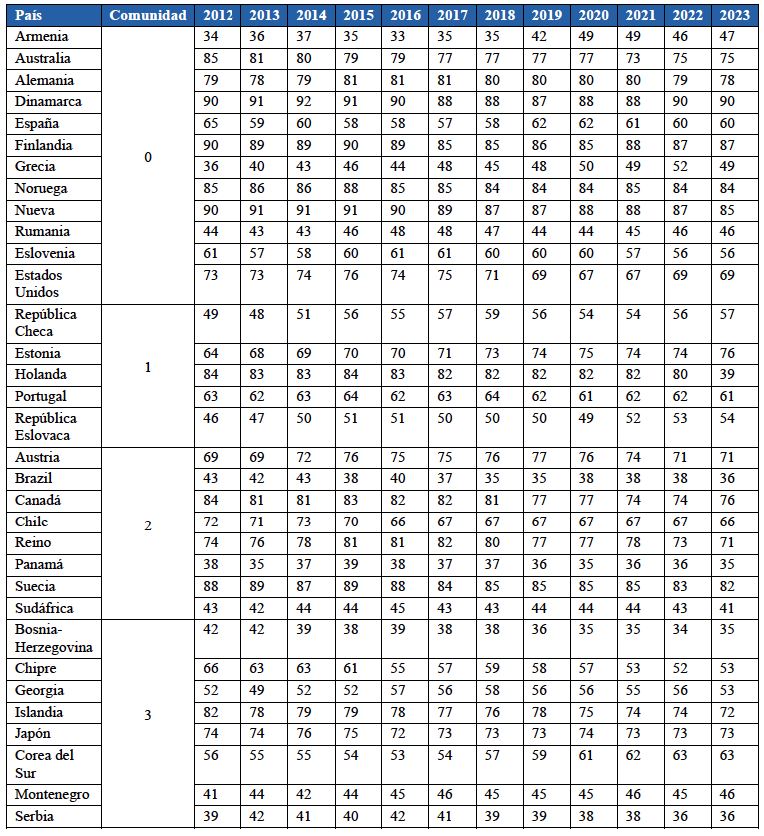 País Comunidad 2012 2013 2014 2015 2016 2017 2018 2019 2020 2021 2022 2023
Armenia 34 36 37 35 33 35 35 42 49 49 46 47
Australia 85 81 80 79 79 77 77 77 77 73 75 75
Alemania 79 78 79 81 81 81 80 80 80 80 79 78
Dinamarca 90 91 92 91 90 88 88 87 88 88 90 90
España 65 59 60 58 58 57 58 62 62 61 60 60
Finlandia 90 89 89 90 89 85 85 86 85 88 87 87
0
Grecia 36 40 43 46 44 48 45 48 50 49 52 49
Noruega 85 86 86 88 85 85 84 84 84 85 84 84
Nueva 90 91 91 91 90 89 87 87 88 88 87 85
Rumania 44 43 43 46 48 48 47 44 44 45 46 46
Eslovenia 61 57 58 60 61 61 60 60 60 57 56 56
Estados 73 73 74 76 74 75 71 69 67 67 69 69
Unidos
República 49 48 51 56 55 57 59 56 54 54 56 57
Checa
Estonia 64 68 69 70 70 71 73 74 75 74 74 76
1
Holanda 84 83 83 84 83 82 82 82 82 82 80 39
Portugal 63 62 63 64 62 63 64 62 61 62 62 61
República 46 47 50 51 51 50 50 50 49 52 53 54
Eslovaca
Austria 69 69 72 76 75 75 76 77 76 74 71 71
Brazil 43 42 43 38 40 37 35 35 38 38 38 36
Canadá 84 81 81 83 82 82 81 77 77 74 74 76
Chile 72 71 73 70 66 67 67 67 67 67 67 66
2
Reino 74 76 78 81 81 82 80 77 77 78 73 71
Panamá 38 35 37 39 38 37 37 36 35 36 36 35
Suecia 88 89 87 89 88 84 85 85 85 85 83 82
Sudáfrica 43 42 44 44 45 43 43 44 44 44 43 41
Bosnia- 42 42 39 38 39 38 38 36 35 35 34 35
Herzegovina
Chipre 66 63 63 61 55 57 59 58 57 53 52 53
Georgia 52 49 52 52 57 56 58 56 56 55 56 53
Islandia 82 78 79 79 78 77 76 78 75 74 74 72
3
Japón 74 74 76 75 72 73 73 73 74 73 73 73
Corea del 56 55 55 54 53 54 57 59 61 62 63 63
Sur
Montenegro 41 44 42 44 45 46 45 45 45 46 45 46
Serbia 39 42 41 40 42 41 39 39 38 38 36 36